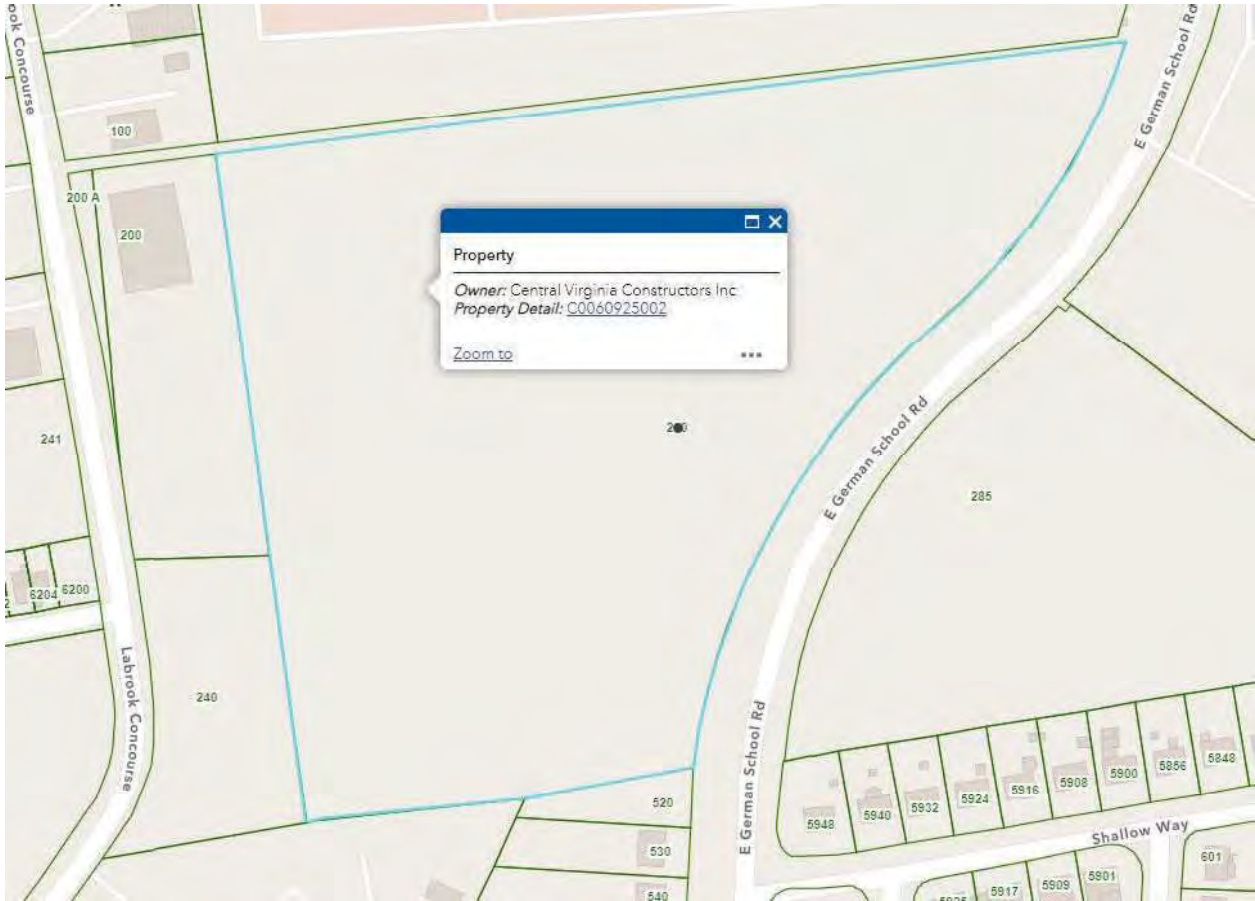 ook Concourse
E German School Rd
100
200 A
200
Property
Owner: Central Virginia Constructors Inc
Property Detail: C0060925002
Zoom to
241
E German School Rd
285
6204
6200
Labrook Concourse
240
E German School Rd
520
530
540
5948
5940
5932
5924
5916
5908
5900
5856
5848
Shallow Way
601
5917
5909
5901